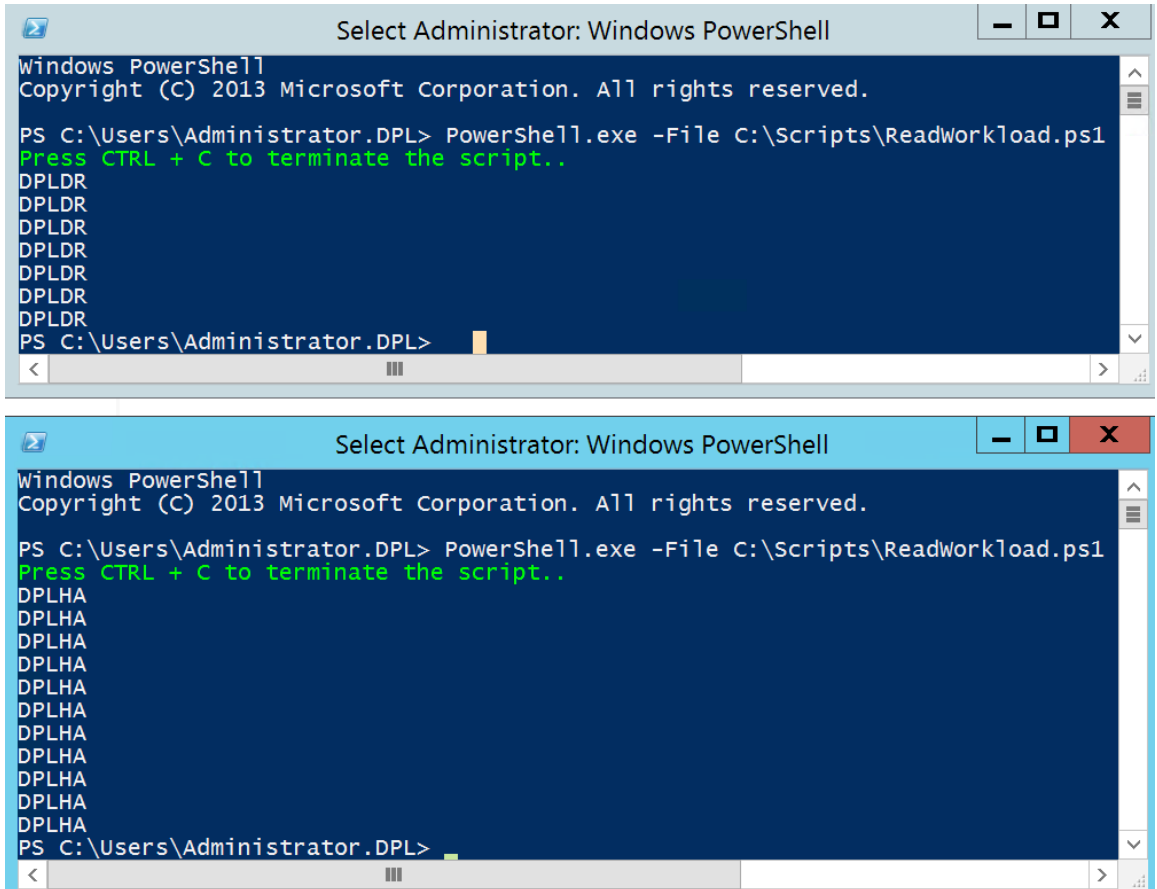 Select Administrator: Windows PowerShell
Windows PowerShell
Copyright (C) 2013 Microsoft Corporation. All rights reserved.
PS C:\Users\Administrator.DPL> PowerShell.exe -File C:\Scripts\ReadWorkload.ps1
Press CTRL + C to terminate the script..
DPLDR
DPLDR
DPLDR
DPLDR
DPLDR
DPLDR
DPLDR
PS C:\Users\Administrator.DPL>
Select Administrator: Windows PowerShell
Windows PowerShell
Copyright (C) 2013 Microsoft Corporation. All rights reserved.
PS C:\Users\Administrator.DPL> PowerShell.exe -File C:\Scripts\ReadWorkload.ps1
Press CTRL + C to terminate the script..
DPLHA
DPLHA
DPLHA
DPLHA
DPLHA
DPLHA
DPLHA
DPLHA
DPLHA
DPLHA
DPLHA
PS C:\Users\Administrator.DPL>